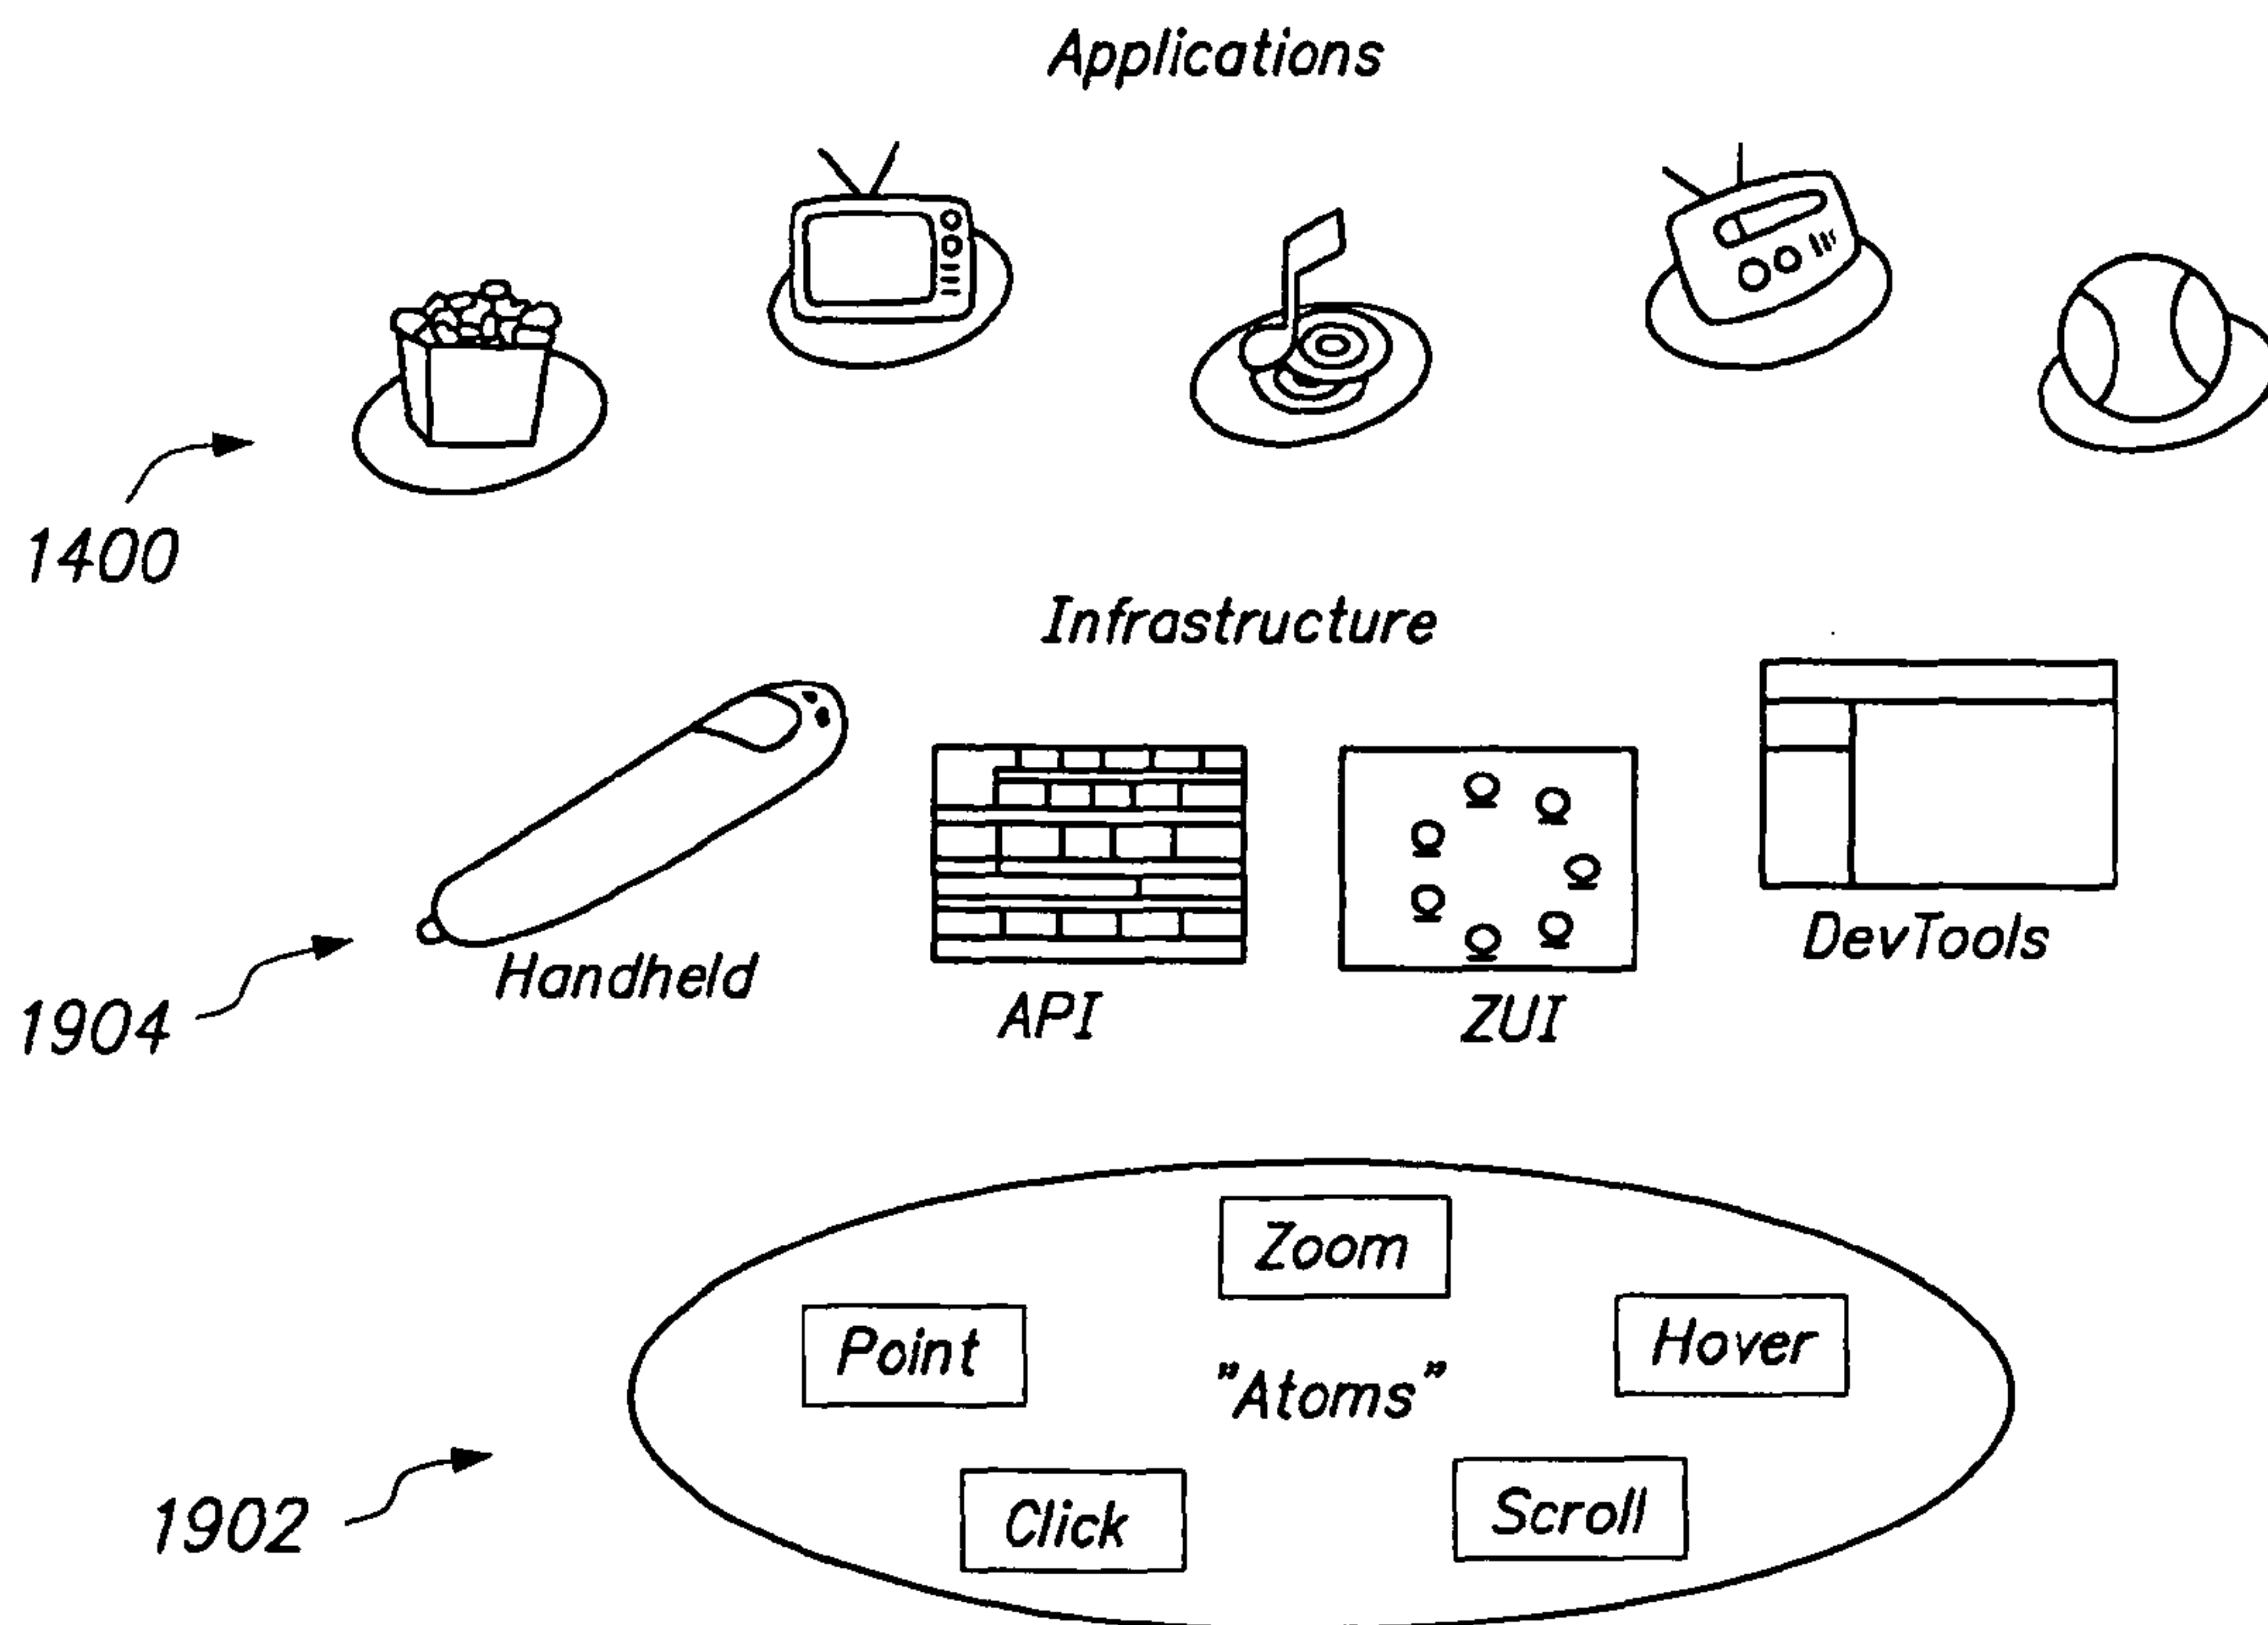 Applications
1400
Infrastructure
Handheld
API
ZUI
DevTools
1904
Zoom
Point
Hover
"Atoms"
Click
Scroll
1902